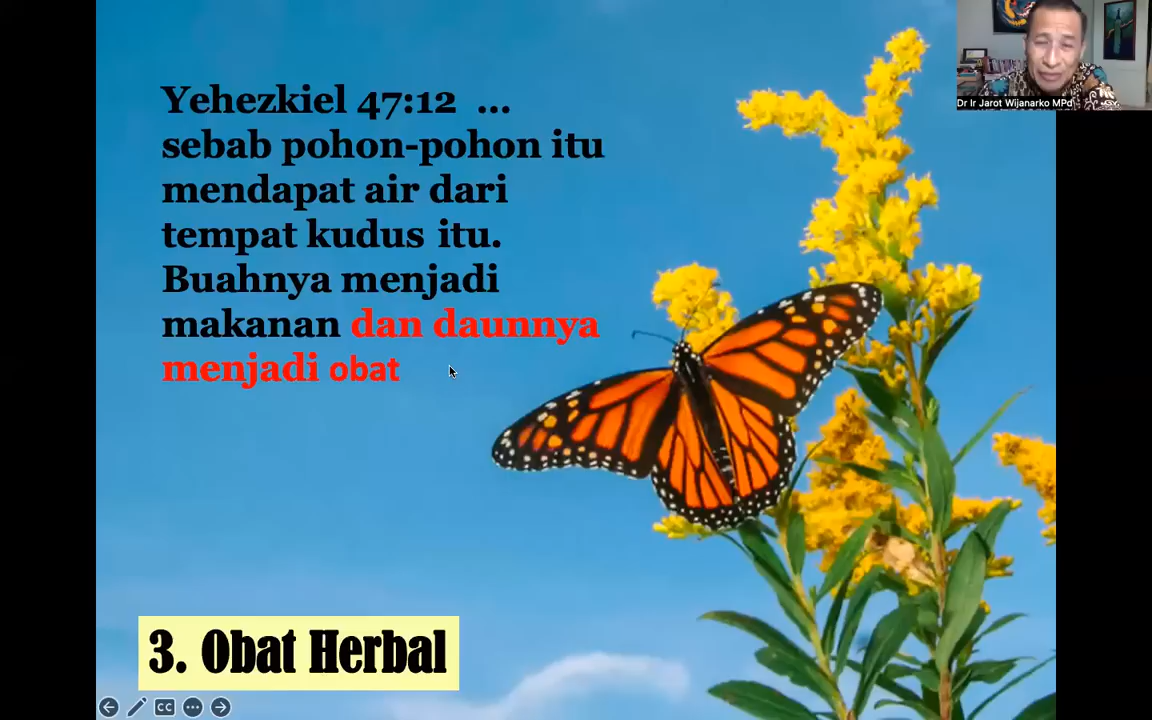 Yehezkiel 47:12 ...
sebab pohon-pohon itu
mendapat air dari
tempat kudus itu.
Buahnya menjadi
makanan dan daunnya
menjadi obat
3. Obat Herbal
Dr Ir Jarot Wijanarko MPd
CC